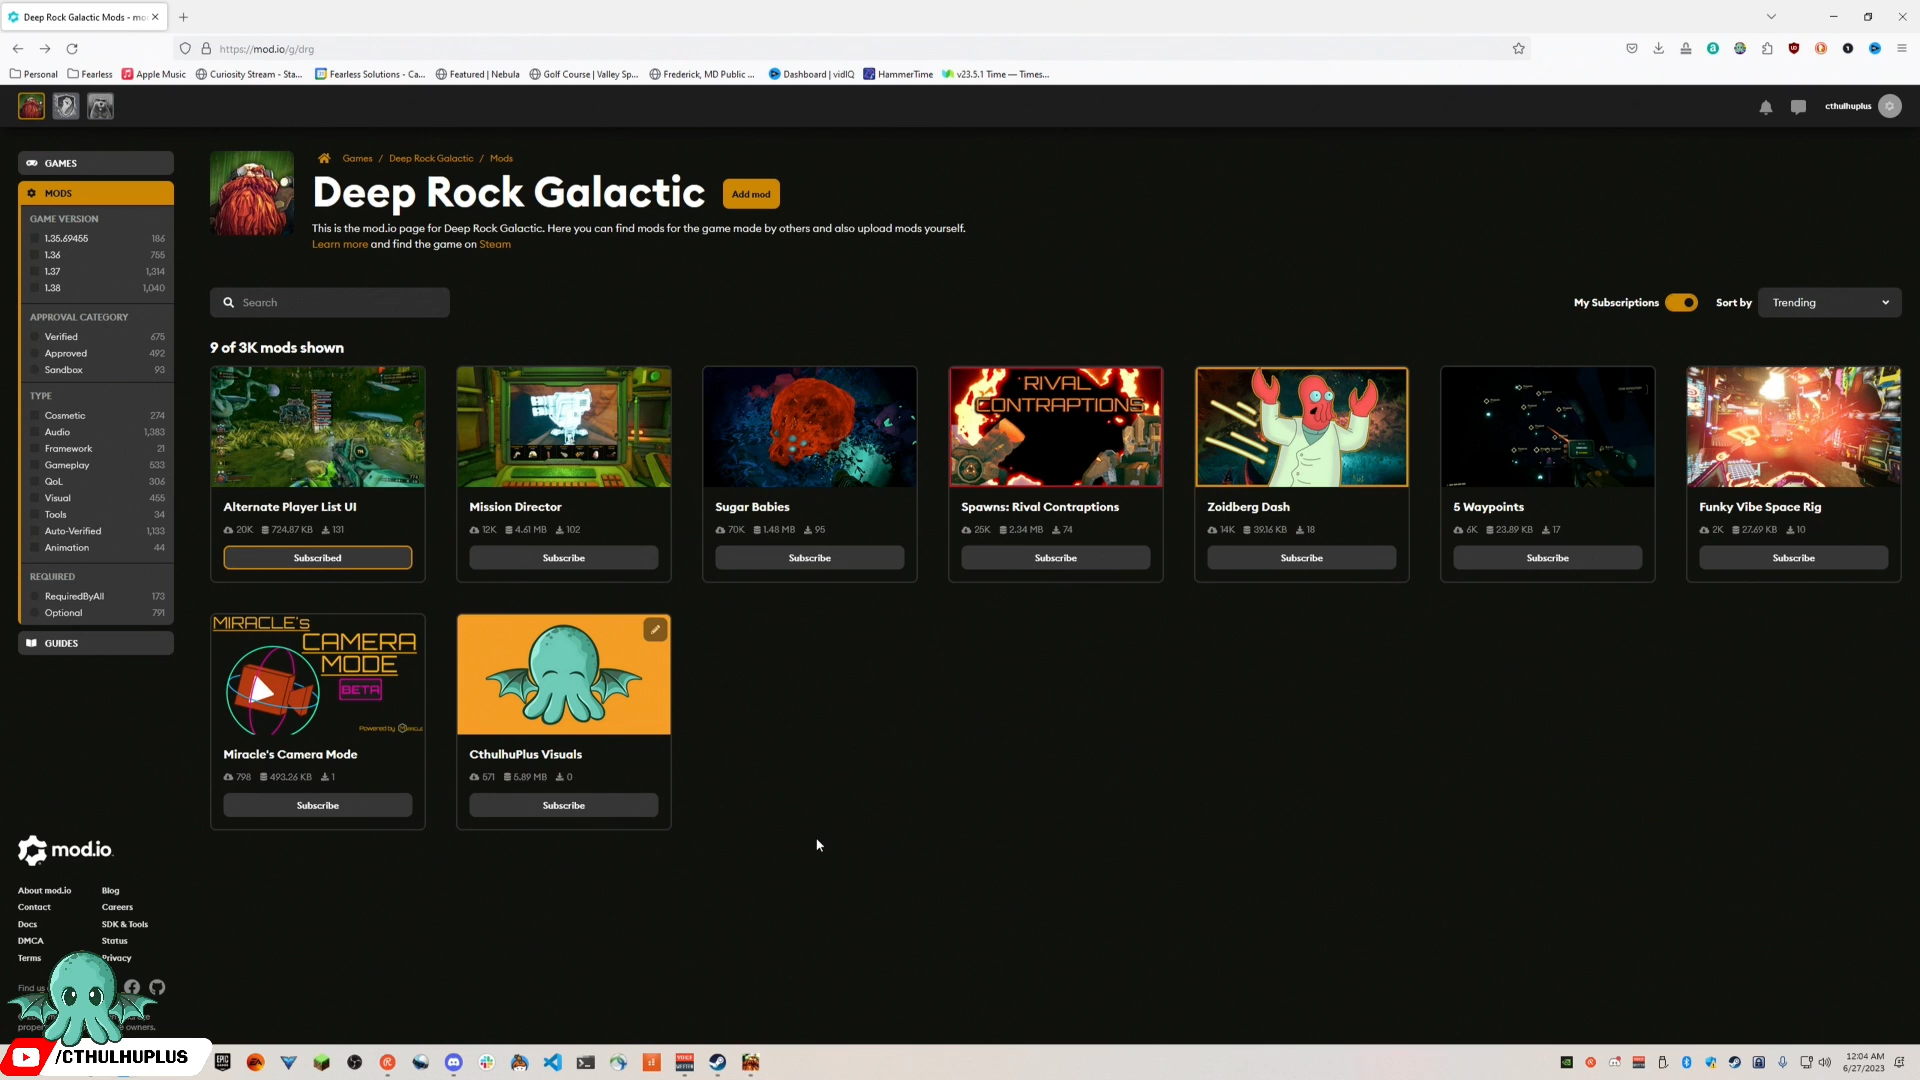 Deep Rock Galactic Mods - mo
https://mod.io/g/drg
Personal
Fearless
Apple Music
Curiosity Stream - Sta...
Fearless Solutions - Ca...
Featured | Nebula
Golf Course | Valley Sp...
Frederick, MD Public ...
Dashboard | vidIQ
HammerTime
v23.5.1 Time — Times...
cthulhuplus
GAMES
MODS
GAME VERSION
1.35.69455 186
1.36 755
1.37 1,314
1.38 1,040
APPROVAL CATEGORY
Verified 675
Approved 492
Sandbox 93
TYPE
Cosmetic 274
Audio 1,383
Framework 21
Gameplay 533
QoL 306
Visual 455
Tools 34
Auto-Verified 1,133
Animation 44
REQUIRED
RequiredByAll 173
Optional 791
GUIDES
Games / Deep Rock Galactic / Mods
Deep Rock Galactic
Add mod
This is the mod.io page for Deep Rock Galactic. Here you can find mods for the game made by others and also upload mods yourself.
Learn more and find the game on Steam
Search
My Subscriptions
Sort by
Trending
9 of 3K mods shown
RIVAL
CONTRAPTIONS
Alternate Player List UI
20K 724.87 KB 131
Subscribed
Mission Director
12K 4.61 MB 102
Subscribe
Sugar Babies
70K 1.48 MB 95
Subscribe
Spawns: Rival Contraptions
25K 2.34 MB 74
Subscribe
Zoidberg Dash
14K 39.16 KB 18
Subscribe
5 Waypoints
6K 23.89 KB 17
Subscribe
Funky Vibe Space Rig
2K 27.69 KB 10
Subscribe
MIRACLE's
CAMERA
MODE
BETA
Powered by
Miracle's Camera Mode
798 493.26 KB 1
Subscribe
CthulhuPlus Visuals
571 5.89 MB 0
Subscribe
mod.io
About mod.io Blog
Contact Careers
Docs SDK & Tools
DMCA Status
Terms Privacy
Find us
owners.
/CTHULHUPLUS
12:04 AM
6/27/2023